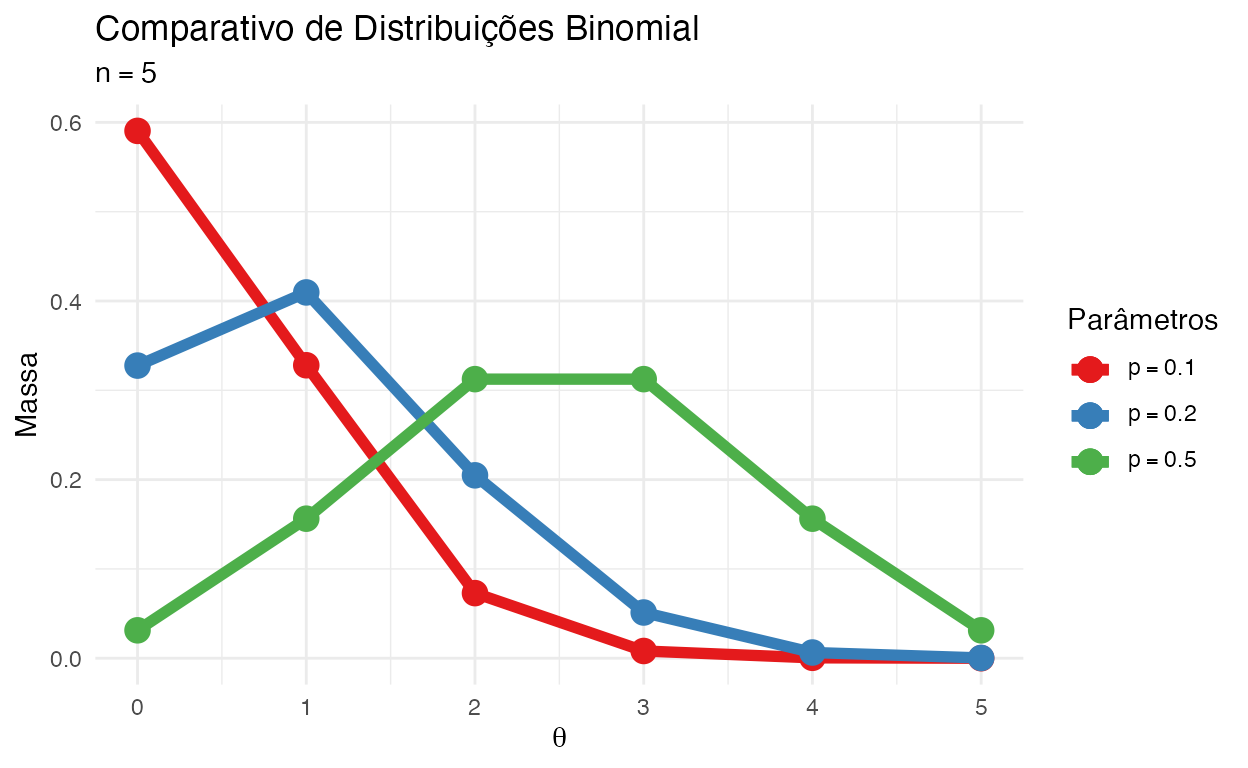 Comparativo de Distribuições Binomial
n = 5
0.6
0.4
0.2
0.0
Massa
0 1 2 3 4 5
θ
Parâmetros
p = 0.1
p = 0.2
p = 0.5